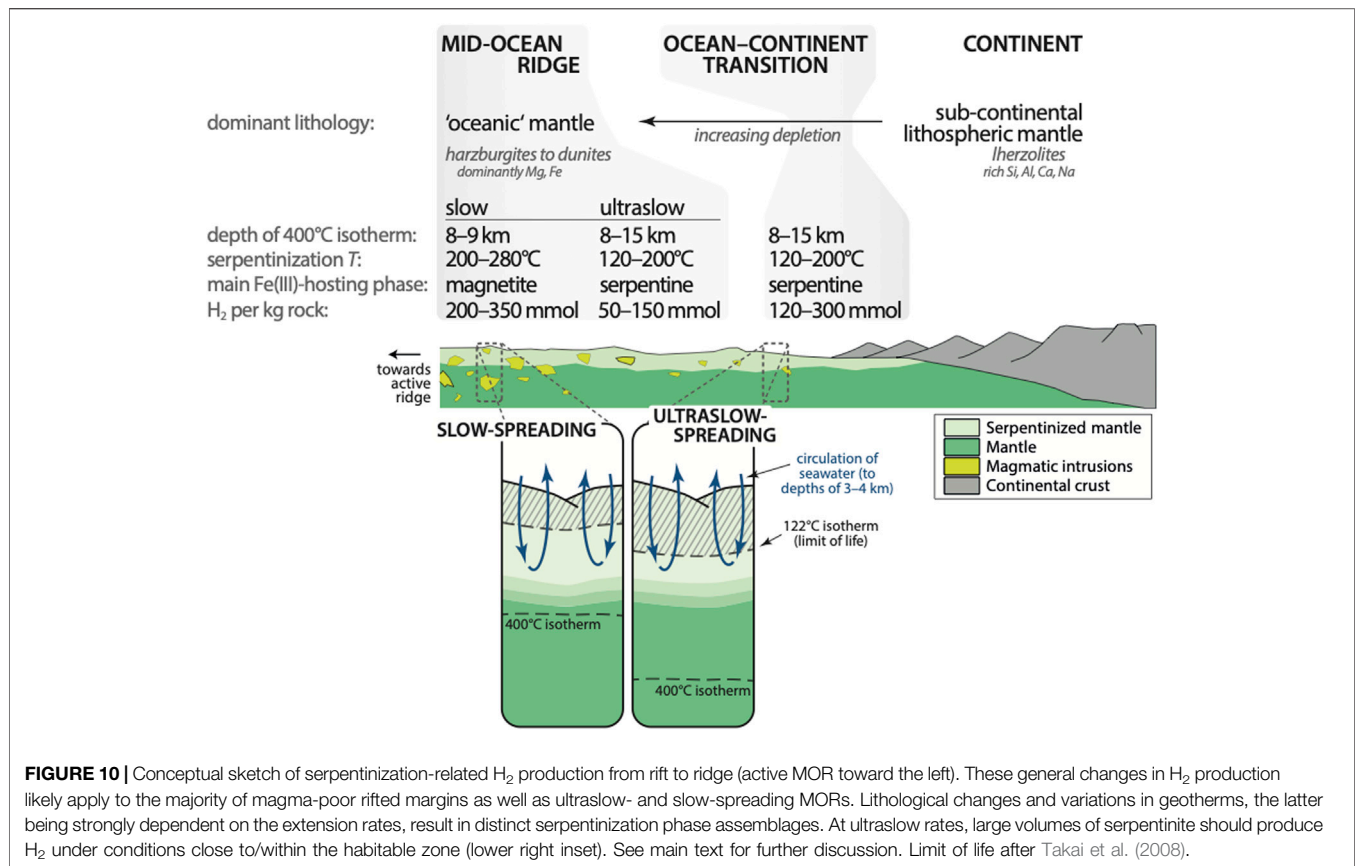 MID-OCEAN
RIDGE
OCEAN–CONTINENT
TRANSITION
CONTINENT
dominant lithology:
'oceanic' mantle
increasing depletion
sub-continental
lithospheric mantle
harzburgites to dunites
dominantly Mg, Fe
lherzolites
rich Si, Al, Ca, Na
slow ultraslow
depth of 400°C isotherm: 8–9 km 8–15 km 8–15 km
serpentinization T: 200–280°C 120–200°C 120–200°C
main Fe(III)-hosting phase: magnetite serpentine serpentine
H₂ per kg rock: 200–350 mmol 50–150 mmol 120–300 mmol
towards
active
ridge
SLOW-SPREADING
ULTRASLOW-
SPREADING
Serpentinized mantle
Mantle
Magmatic intrusions
Continental crust
circulation of
seawater (to
depths of 3–4 km)
122°C isotherm
(limit of life)
400°C isotherm
400°C isotherm
FIGURE 10 | Conceptual sketch of serpentinization-related H₂ production from rift to ridge (active MOR toward the left). These general changes in H₂ production
likely apply to the majority of magma-poor rifted margins as well as ultraslow- and slow-spreading MORs. Lithological changes and variations in geotherms, the latter
being strongly dependent on the extension rates, result in distinct serpentinization phase assemblages. At ultraslow rates, large volumes of serpentinite should produce
H₂ under conditions close to/within the habitable zone (lower right inset). See main text for further discussion. Limit of life after Takai et al. (2008).